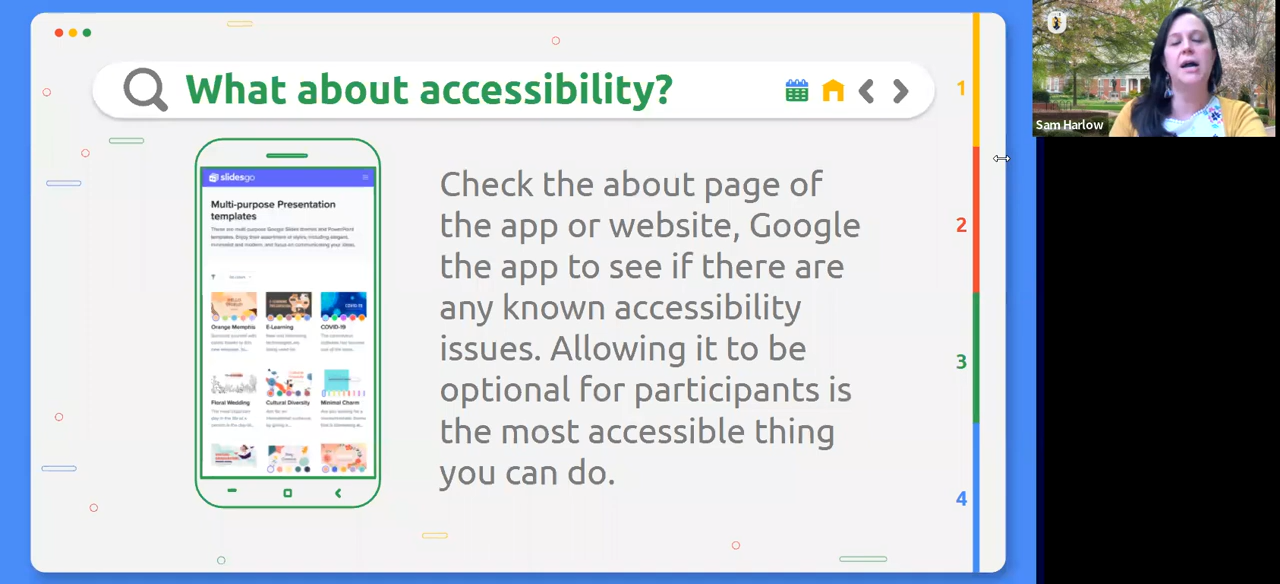 What about accessibility?
1
Sam Harlow
slidesgo
Multi-purpose Presentation
templates
Check the about page of
the app or website, Google
the app to see if there are
any known accessibility
issues. Allowing it to be
optional for participants is
the most accessible thing
you can do.
2
Orange Memphis
E-Learning
COVID-19
3
Floral Wedding
Cultural Diversity
Minimal Charm
4